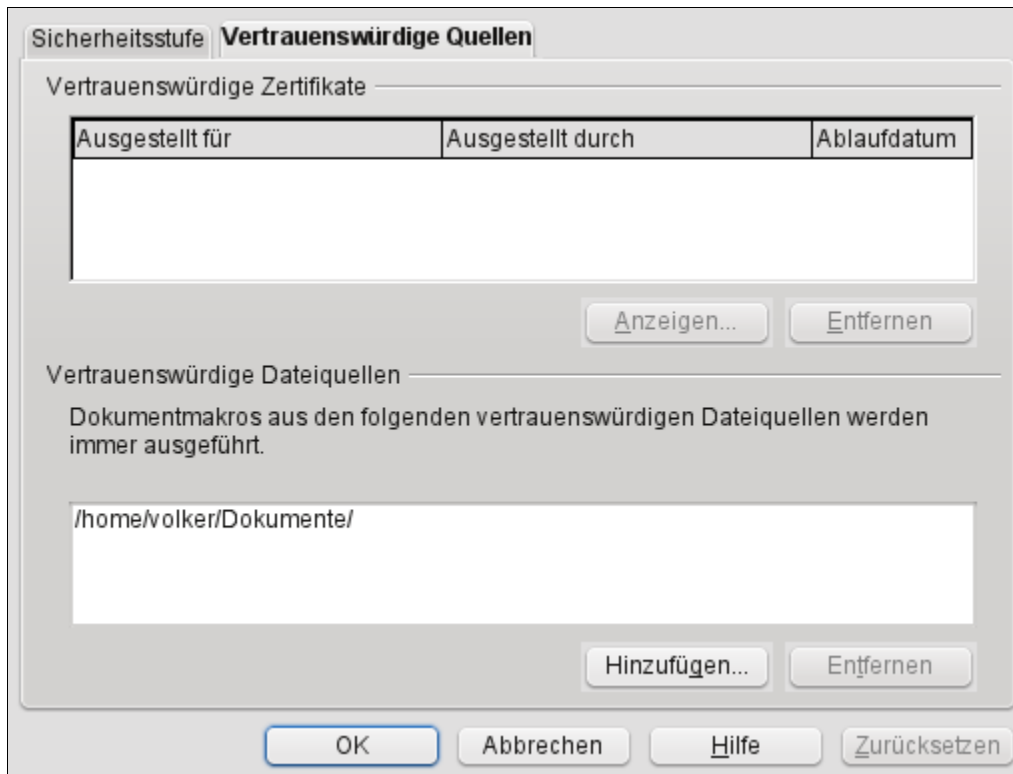 Sicherheitsstufe Vertrauenswürdige Quellen
Vertrauenswürdige Zertifikate
Ausgestellt für Ausgestellt durch Ablaufdatum
Anzeigen... Entfernen
Vertrauenswürdige Dateiquellen
Dokumentmakros aus den folgenden vertrauenswürdigen Dateiquellen werden
immer ausgeführt.
/home/volker/Dokumente/
Hinzufügen... Entfernen
OK Abbrechen Hilfe Zurücksetzen